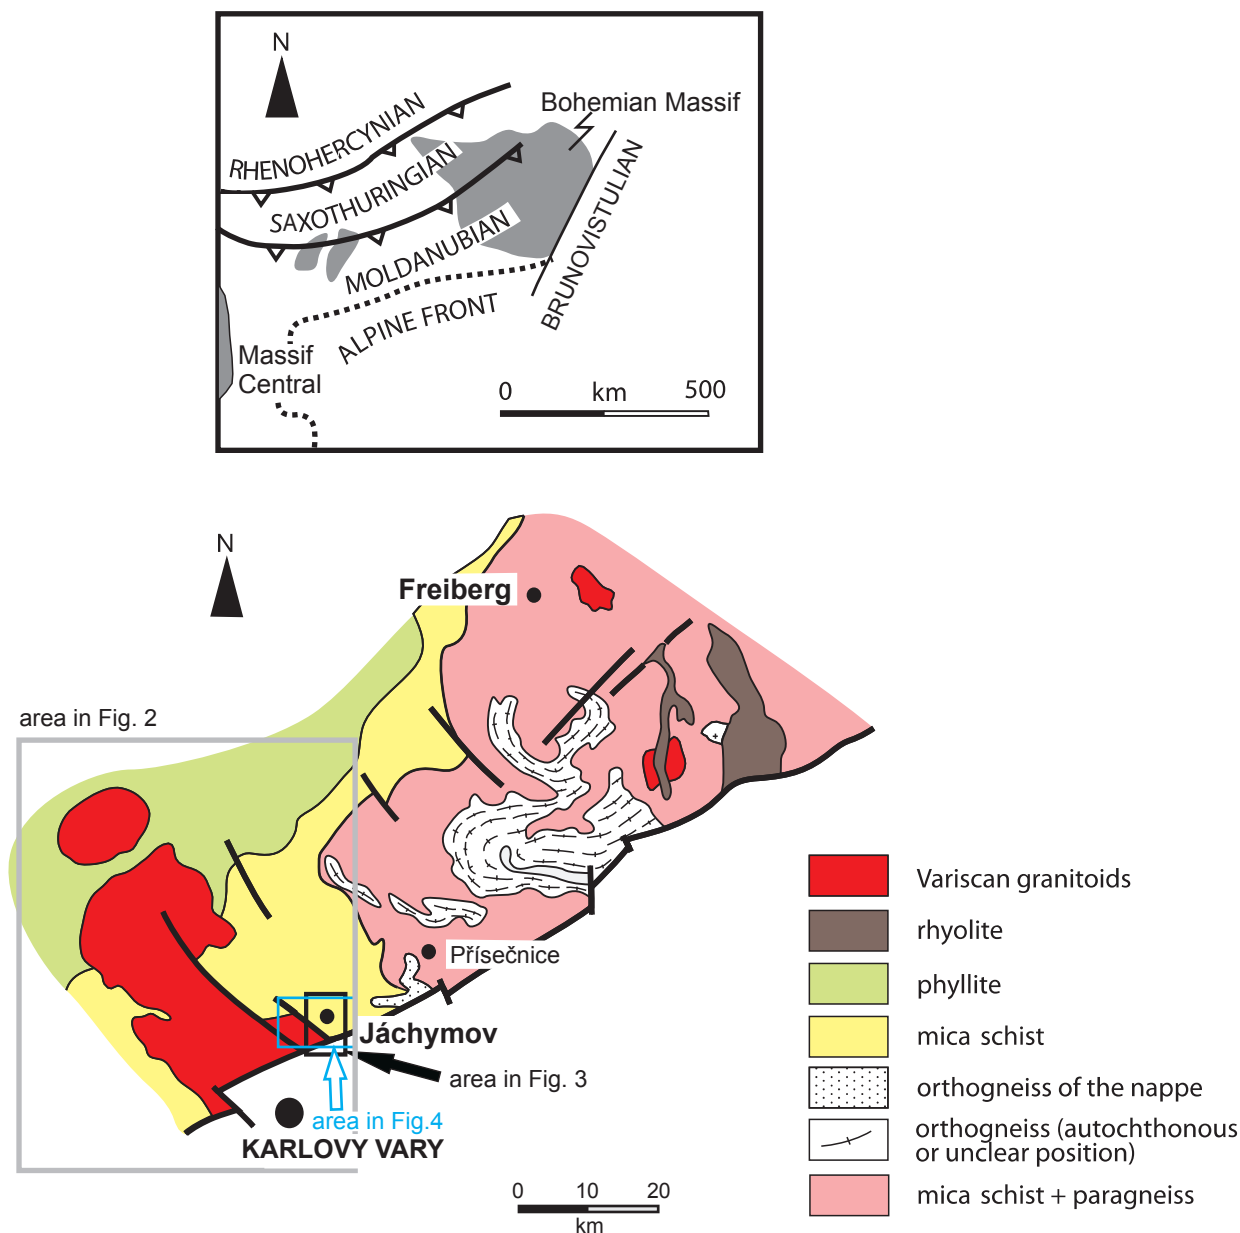 N
Bohemian Massif
RHENOHERCYNIAN
SAXOTHURINGIAN
MOLDANUBIAN
BRUNOVISTULIAN
ALPINE FRONT
Massif
Central
0 km 500
N
Freiberg
area in Fig. 2
Přísečnice
Jáchymov
area in Fig. 3
area in Fig.4
KARLOVY VARY
0 10 20
km
Variscan granitoids
rhyolite
phyllite
mica schist
orthogneiss of the nappe
orthogneiss (autochthonous
or unclear position)
mica schist + paragneiss